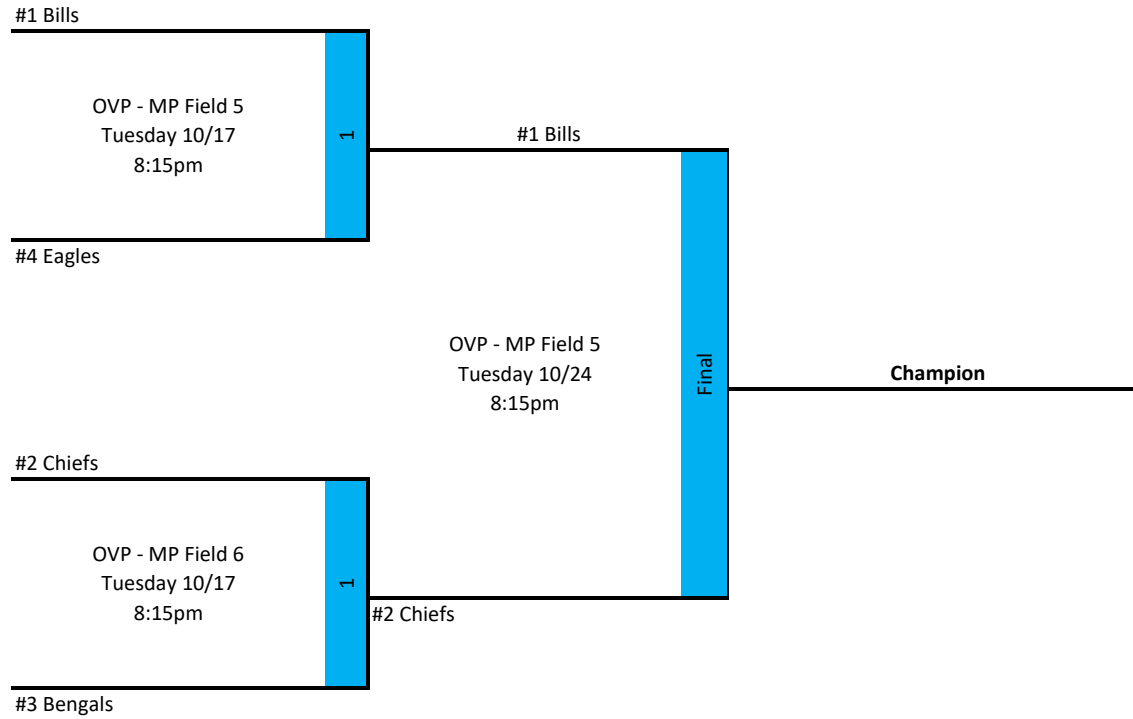 #1 Bills
OVP - MP Field 5
Tuesday 10/17
8:15pm
1
#4 Eagles
#1 Bills
OVP - MP Field 5
Tuesday 10/24
8:15pm
Final
Champion
#2 Chiefs
OVP - MP Field 6
Tuesday 10/17
8:15pm
1
#2 Chiefs
#3 Bengals